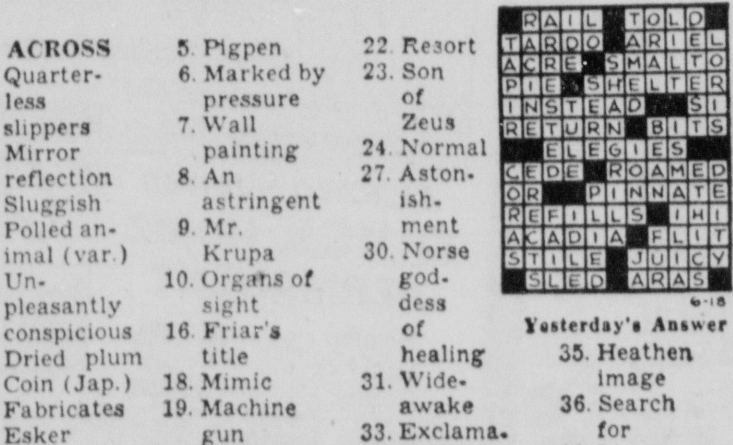 ACROSS
Quarter-
less
slippers
Mirror
reflection
Sluggish
Polled an-
imal (var.)
Un-
pleasantly
conspicious
Dried plum
Coin (Jap.)
Fabricates
Esker
5. Pigpen
6. Marked by
pressure
7. Wall
painting
8. An
astringent
9. Mr.
Krupa
10. Organs of
sight
16. Friar's
title
18. Mimic
19. Machine
gun
22. Resort
23. Son
of
Zeus
24. Normal
27. Aston-
ish-
ment
30. Norse
god-
dess
of
healing
31. Wide-
awake
33. Exclama-
RAIL TOLD
TARDO ARIEL
ACRE SMALTO
PIE SHELTER
INSTEAD SI
RETURN BITS
ELEGIES
CEDE ROAMED
OR PINNATE
REFILLS IHI
ACADIA FLIT
STILE JUICY
SLED ARAS
6-18
Yesterday's Answer
35. Heathen
image
36. Search
for